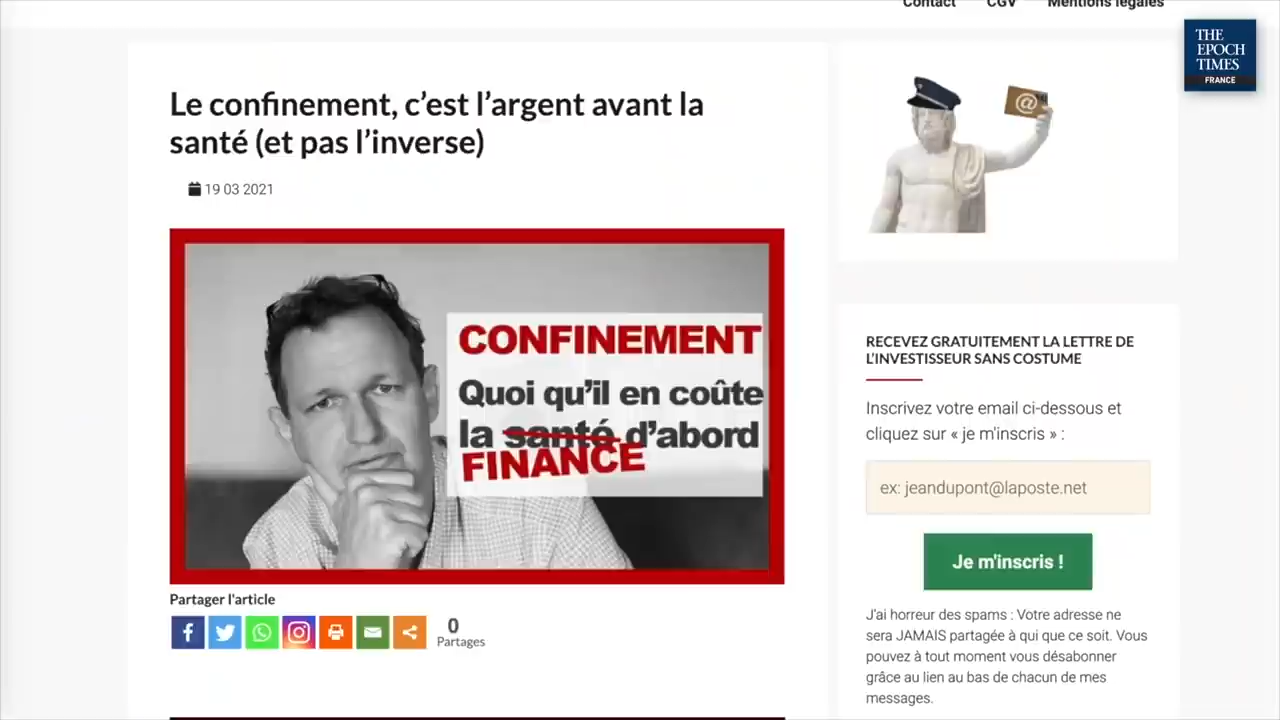 Contact CGV Mentions légales
THE
EPOCH
TIMES
FRANCE
Le confinement, c’est l’argent avant la
santé (et pas l’inverse)
19 03 2021
CONFINEMENT
Quoi qu’il en coûte
la santé d’abord
FINANCE
Partager l'article
0
Partages
@
RECEVEZ GRATUITEMENT LA LETTRE DE
L’INVESTISSEUR SANS COSTUME
Inscrivez votre email ci-dessous et
cliquez sur « je m'inscris » :
ex: jeandupont@laposte.net
Je m'inscris !
J’ai horreur des spams : Votre adresse ne
sera JAMAIS partagée à qui que ce soit. Vous
pouvez à tout moment vous désabonner
grâce au lien au bas de chacun de mes
messages.